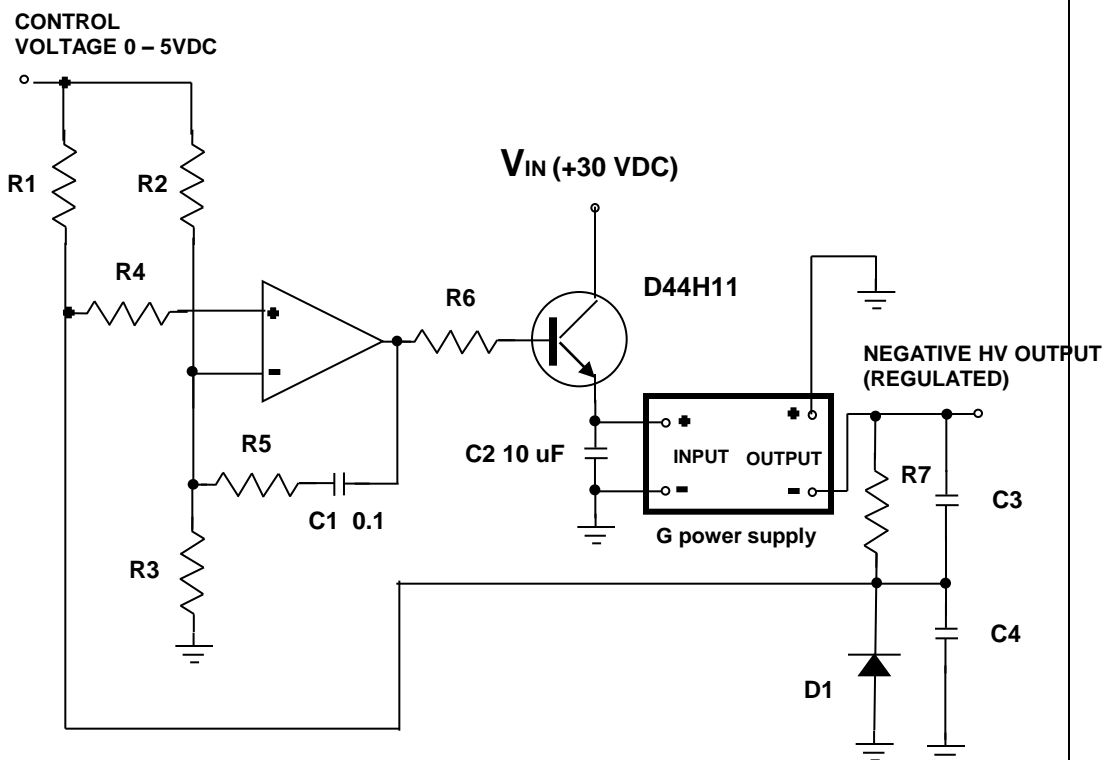 CONTROL
VOLTAGE 0 – 5VDC
R1
R2
VIN (+30 VDC)
R4
R6
D44H11
+
-
NEGATIVE HV OUTPUT
(REGULATED)
R5
C1 0.1
C2 10 uF
+
+
INPUT OUTPUT
-
-
G power supply
R7
C3
R3
C4
D1